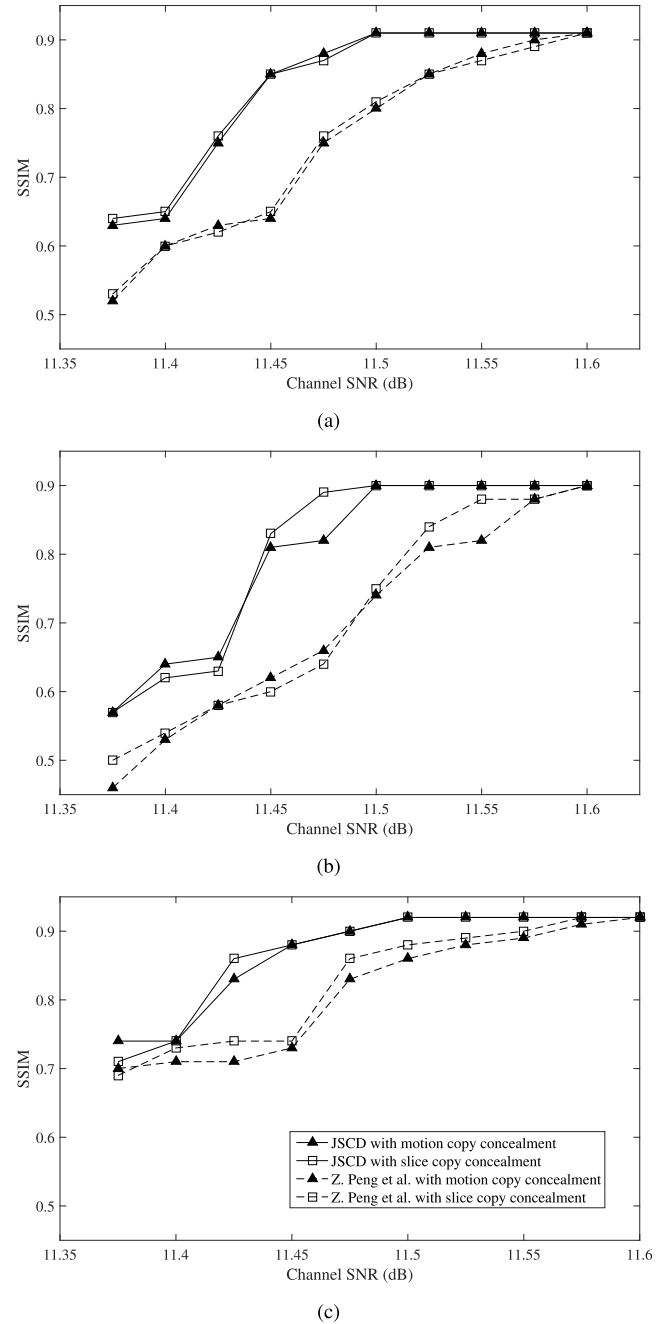 0.9
0.8
0.7
0.6
0.5
SSIM
11.35 11.4 11.45 11.5 11.55 11.6
Channel SNR (dB)
(a)
0.9
0.8
0.7
0.6
0.5
SSIM
11.35 11.4 11.45 11.5 11.55 11.6
Channel SNR (dB)
(b)
0.9
0.8
0.7
0.6
0.5
SSIM
JSCD with motion copy concealment
JSCD with slice copy concealment
Z. Peng et al. with motion copy concealment
Z. Peng et al. with slice copy concealment
11.35 11.4 11.45 11.5 11.55 11.6
Channel SNR (dB)
(c)